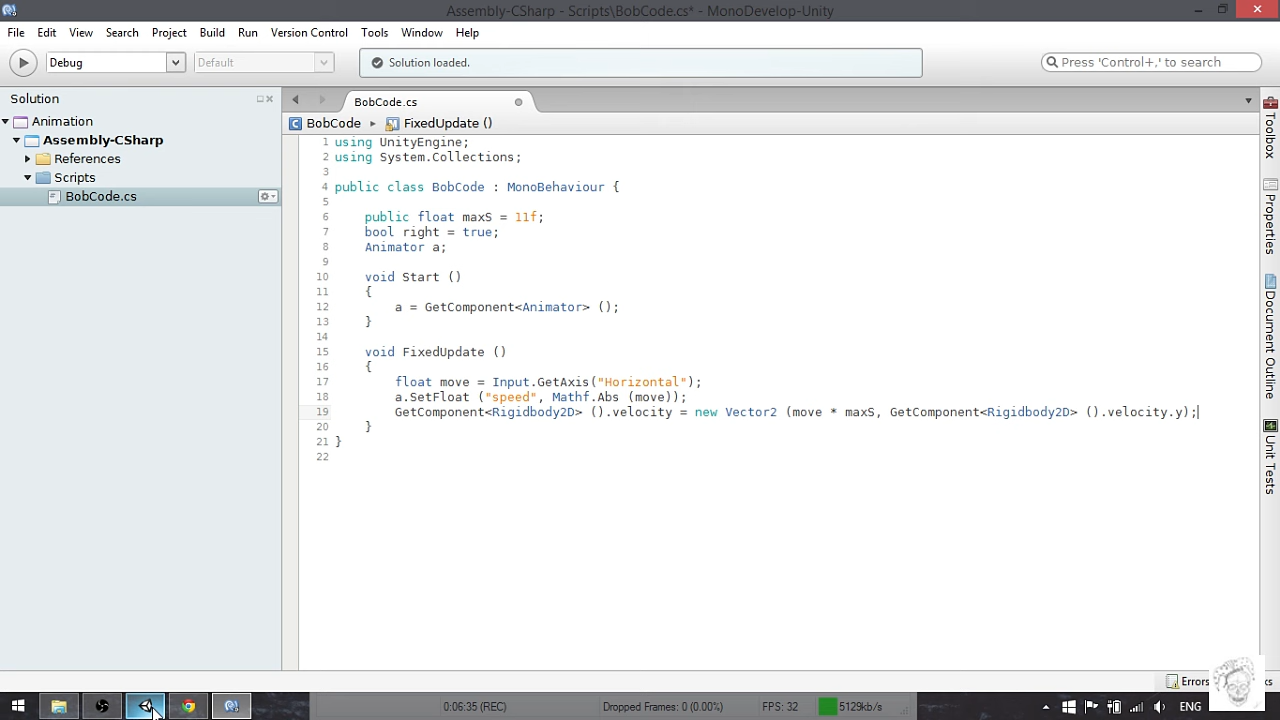 Assembly-CSharp - Scripts\BobCode.cs* - MonoDevelop-Unity
File Edit View Search Project Build Run Version Control Tools Window Help
Debug Default Solution loaded. Press 'Control+,' to search
Solution BobCode.cs
Animation BobCode FixedUpdate ()
Assembly-CSharp
References
Scripts
BobCode.cs
1 using UnityEngine;
2 using System.Collections;
3
4 public class BobCode : MonoBehaviour {
5
6 public float maxS = 11f;
7 bool right = true;
8 Animator a;
9
10 void Start ()
11 {
12 a = GetComponent<Animator> ();
13 }
14
15 void FixedUpdate ()
16 {
17 float move = Input.GetAxis("Horizontal");
18 a.SetFloat ("speed", Mathf.Abs (move));
19 GetComponent<Rigidbody2D> ().velocity = new Vector2 (move * maxS, GetComponent<Rigidbody2D> ().velocity.y);
20 }
21 }
22
Toolbox
Properties
Document Outline
Unit Tests
Errors
0:06:35 (REC) Dropped Frames: 0 (0.00%) FPS: 32 5129kb/s ENG